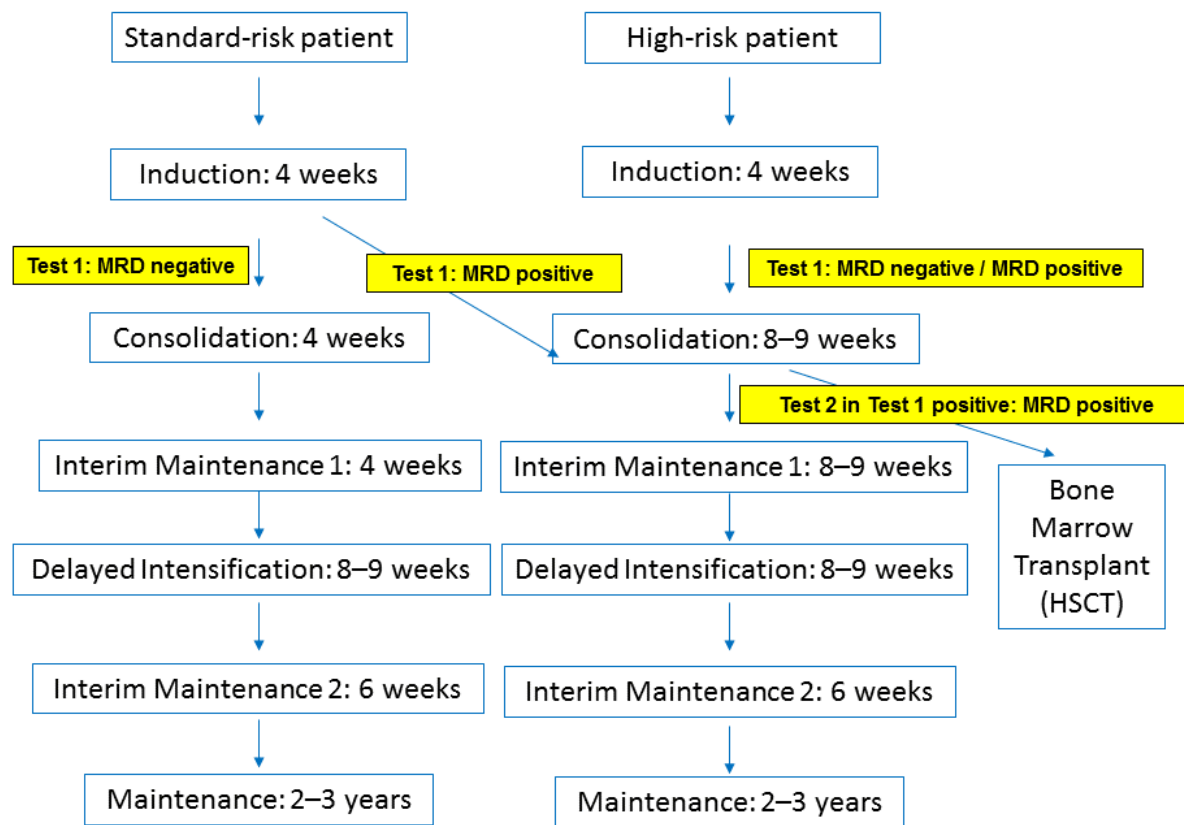 Standard-risk patient
High-risk patient
Induction: 4 weeks
Induction: 4 weeks
Test 1: MRD negative
Test 1: MRD positive
Test 1: MRD negative / MRD positive
Consolidation: 4 weeks
Consolidation: 8–9 weeks
Test 2 in Test 1 positive: MRD positive
Interim Maintenance 1: 4 weeks
Interim Maintenance 1: 8–9 weeks
Bone
Marrow
Transplant
(HSCT)
Delayed Intensification: 8–9 weeks
Delayed Intensification: 8–9 weeks
Interim Maintenance 2: 6 weeks
Interim Maintenance 2: 6 weeks
Maintenance: 2–3 years
Maintenance: 2–3 years